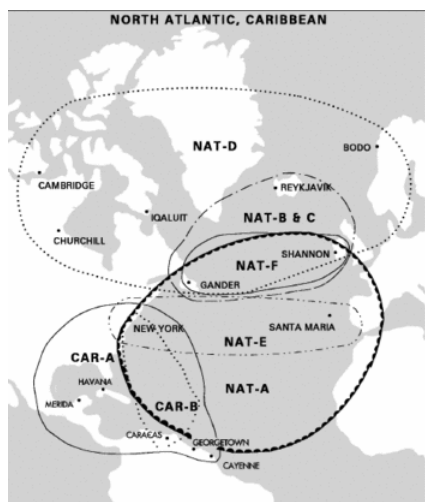 NORTH ATLANTIC, CARIBBEAN
NAT-D
BODO
CAMBRIDGE
REYKJAVIK
IQALUIT
NAT-B & C
CHURCHILL
SHANNON
NAT-F
GANDER
NEW YORK
SANTA MARIA
NAT-E
CAR-A
HAVANA
NAT-A
MERIDA
CAR-B
CARACAS
GEORGETOWN
CAYENNE